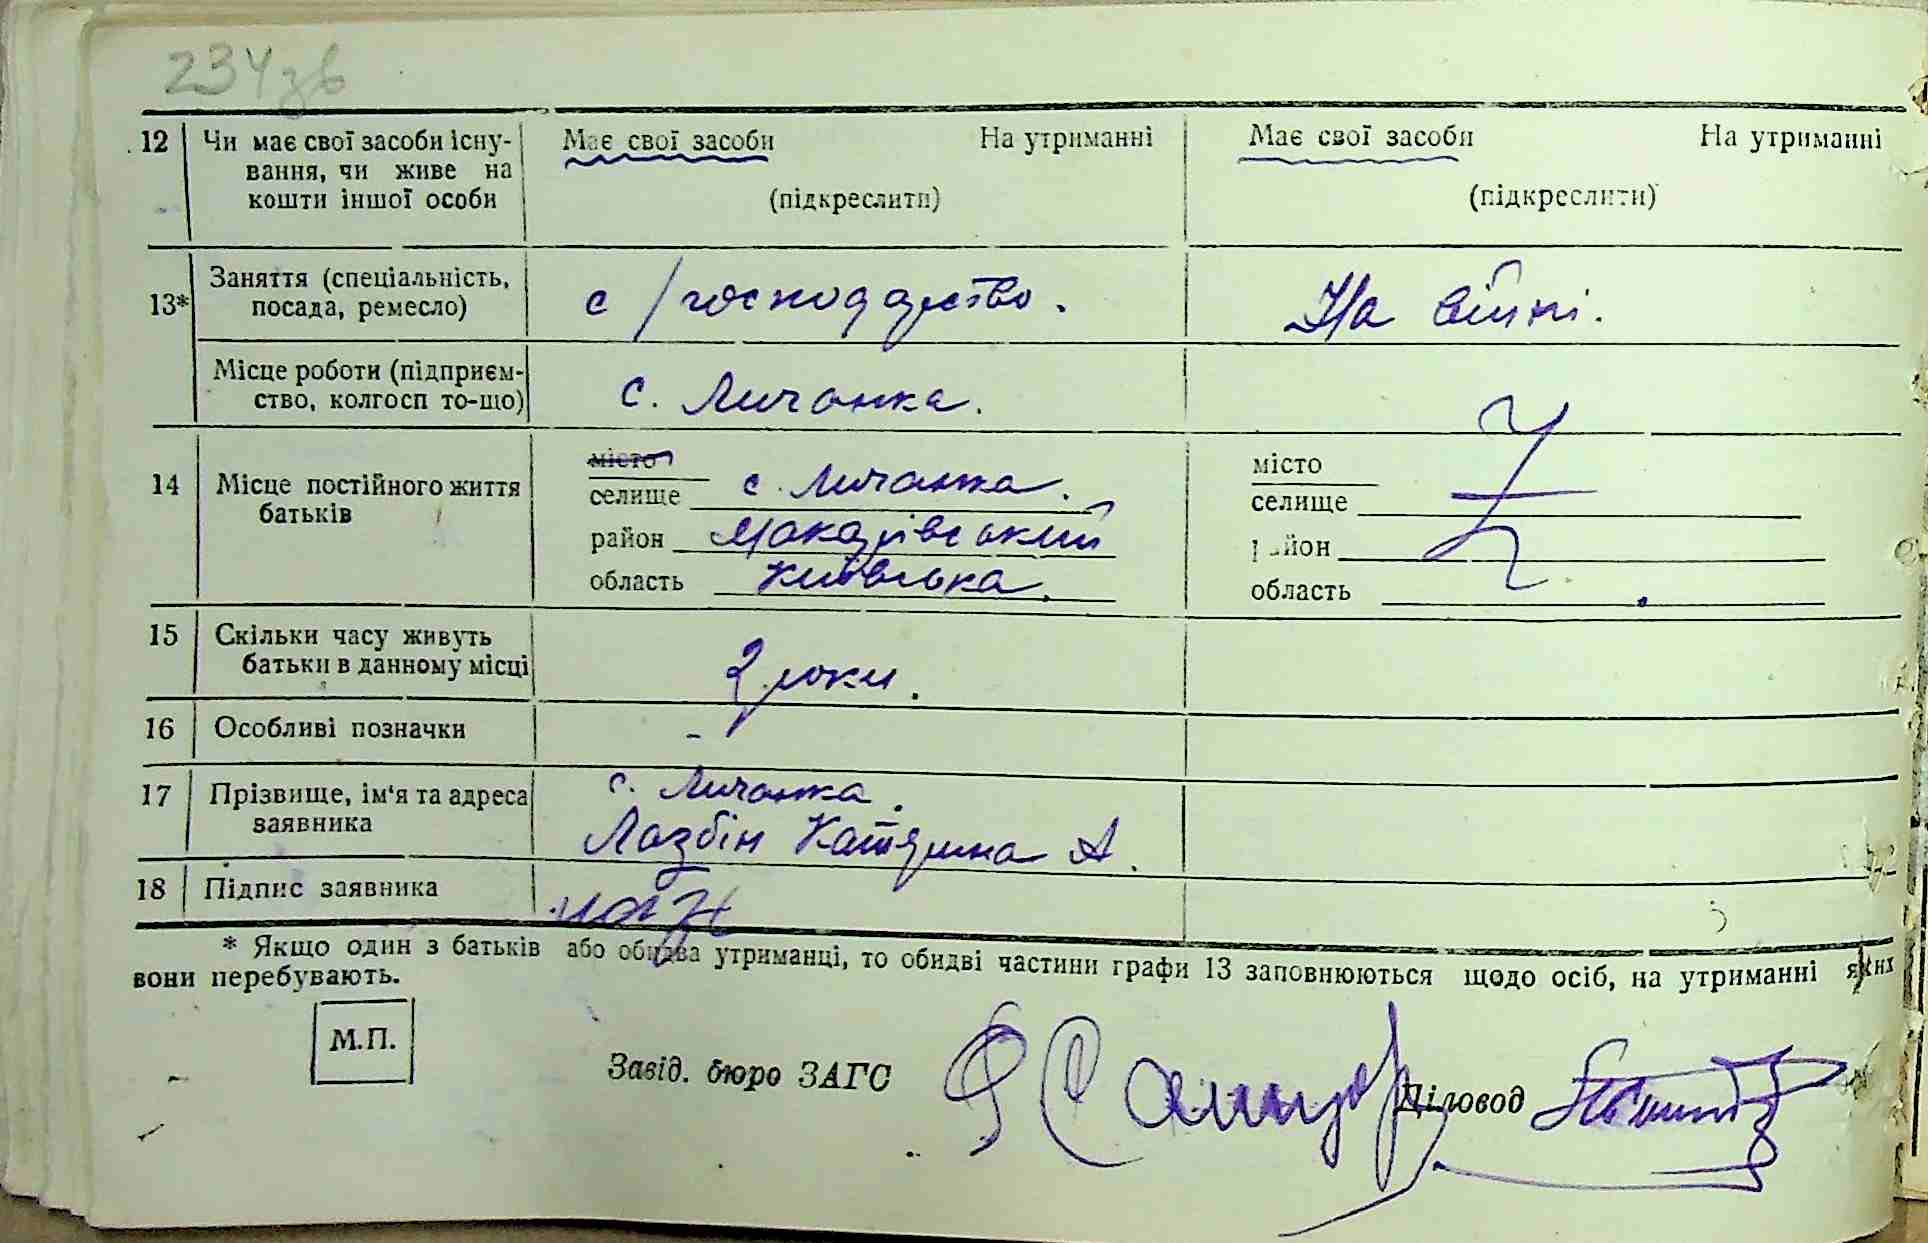 234зв
12 Чи має свої засоби існу- Має свої засоби На утриманні Має свої засоби На утриманні
вання, чи живе на
кошти іншої особи (підкреслити) (підкреслити)
13* Заняття (спеціальність, посада, ремесло) с/господарство. На війні.
Місце роботи (підприєм-
ство, колгосп то-що) с. Личанка.
14 Місце постійного життя батьків
місто місто
селище с. Личанка. селище
район Макарівський район
область Київська. область
15 Скільки часу живуть
батьки в данному місці 2 роки.
16 Особливі позначки -
17 Прізвище, ім'я та адреса с. Личанка.
заявника Лазбін Катерина А.
18 Підпис заявника
* Якщо один з батьків або обидва утриманці, то обидві частини графи 13 заповнюються щодо осіб, на утриманні яких
вони перебувають.
М.П.
Завід. бюро ЗАГС Діловод